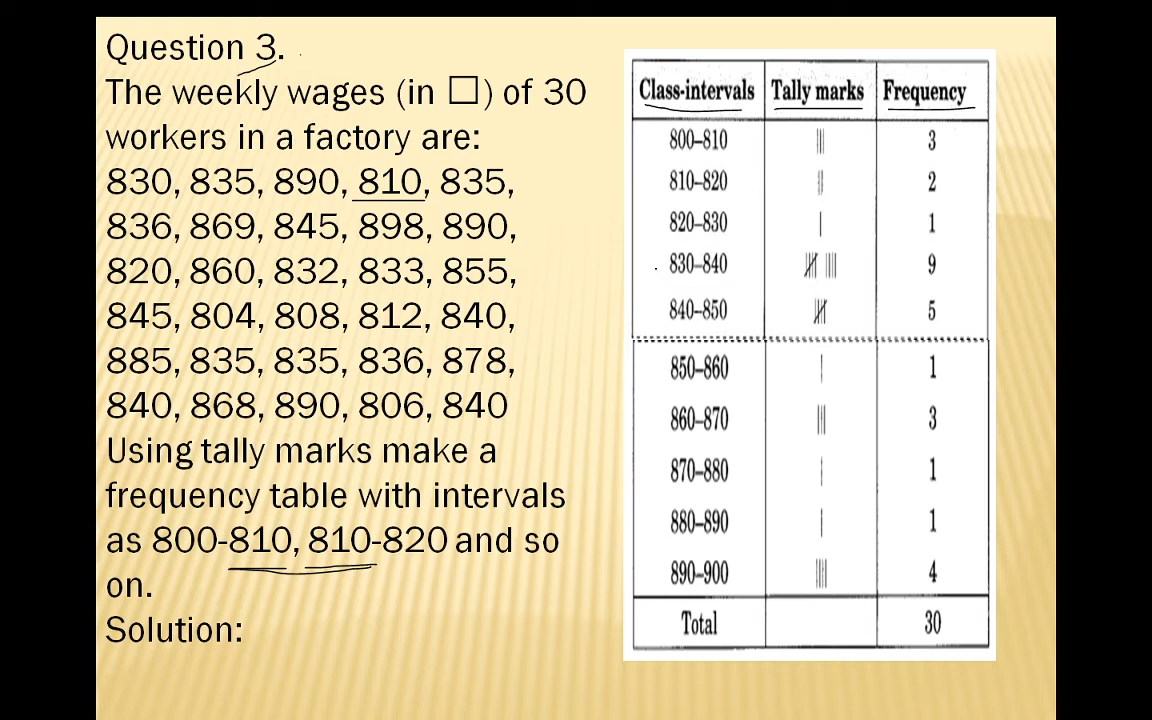 Question 3.
The weekly wages (in □) of 30
workers in a factory are:
830, 835, 890, 810, 835,
836, 869, 845, 898, 890,
820, 860, 832, 833, 855,
845, 804, 808, 812, 840,
885, 835, 835, 836, 878,
840, 868, 890, 806, 840
Using tally marks make a
frequency table with intervals
as 800-810, 810-820 and so
on.
Solution:
Class-intervals Tally marks Frequency
800–810 ||| 3
810–820 || 2
820–830 | 1
830–840 𝍸 |||| 9
840–850 𝍸 5
850–860 | 1
860–870 ||| 3
870–880 | 1
880–890 | 1
890–900 |||| 4
Total 30